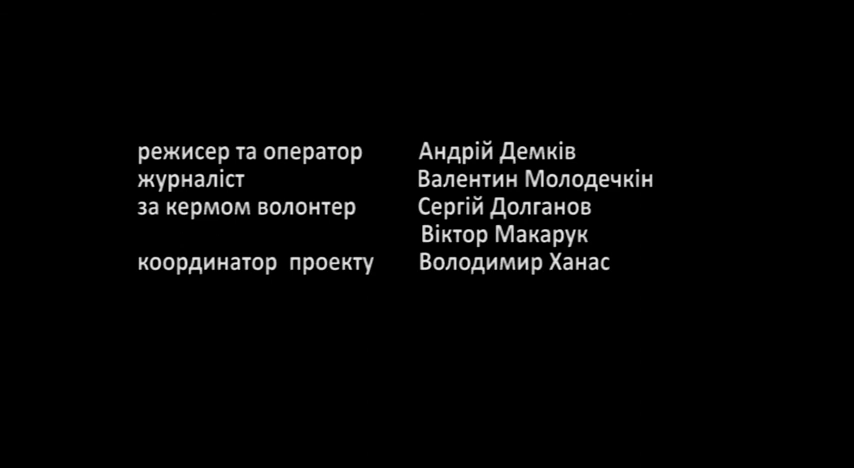 режисер та оператор Андрій Демків
журналіст Валентин Молодечкін
за кермом волонтер Сергій Долганов
Віктор Макарук
координатор проекту Володимир Ханас